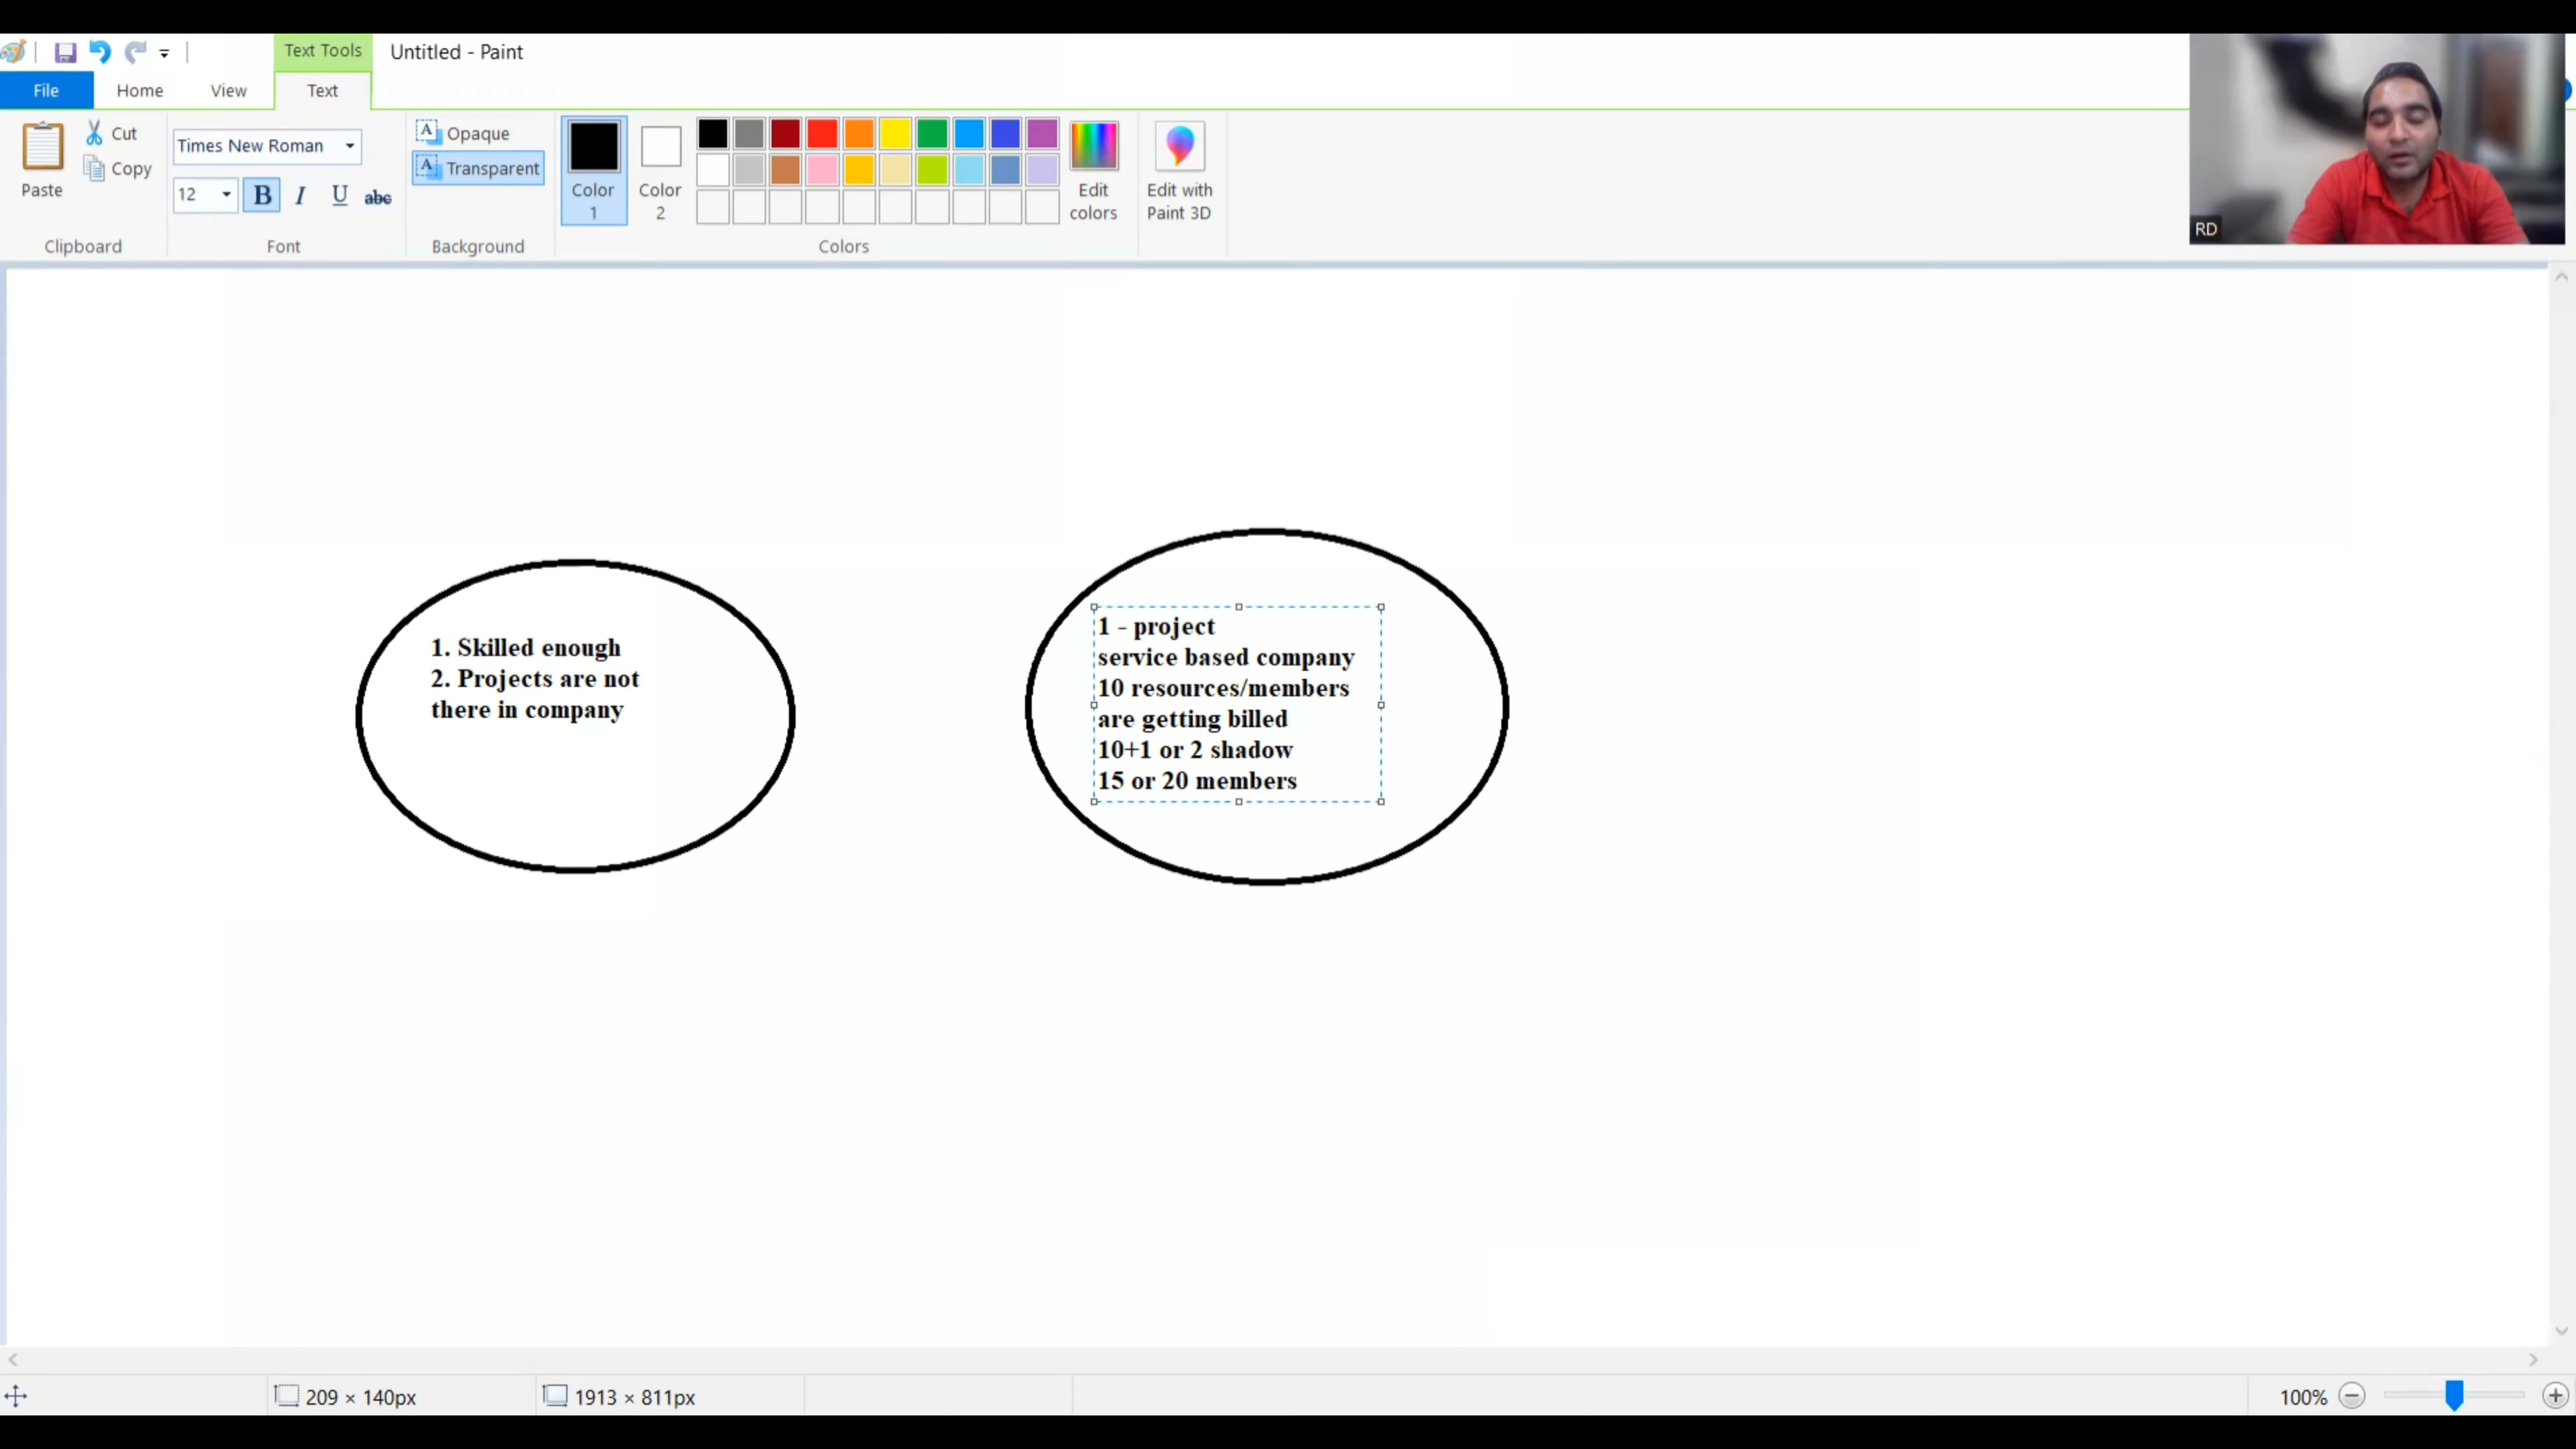 Text Tools
Untitled - Paint
File
Home
View
Text
Paste
Cut
Copy
Clipboard
Times New Roman
12
B
I
U
abc
Font
Opaque
Transparent
Background
Color
1
Color
2
Edit
colors
Colors
Edit with
Paint 3D
RD
1. Skilled enough
2. Projects are not
there in company
1 - project
service based company
10 resources/members
are getting billed
10+1 or 2 shadow
15 or 20 members
209 × 140px
1913 × 811px
100%